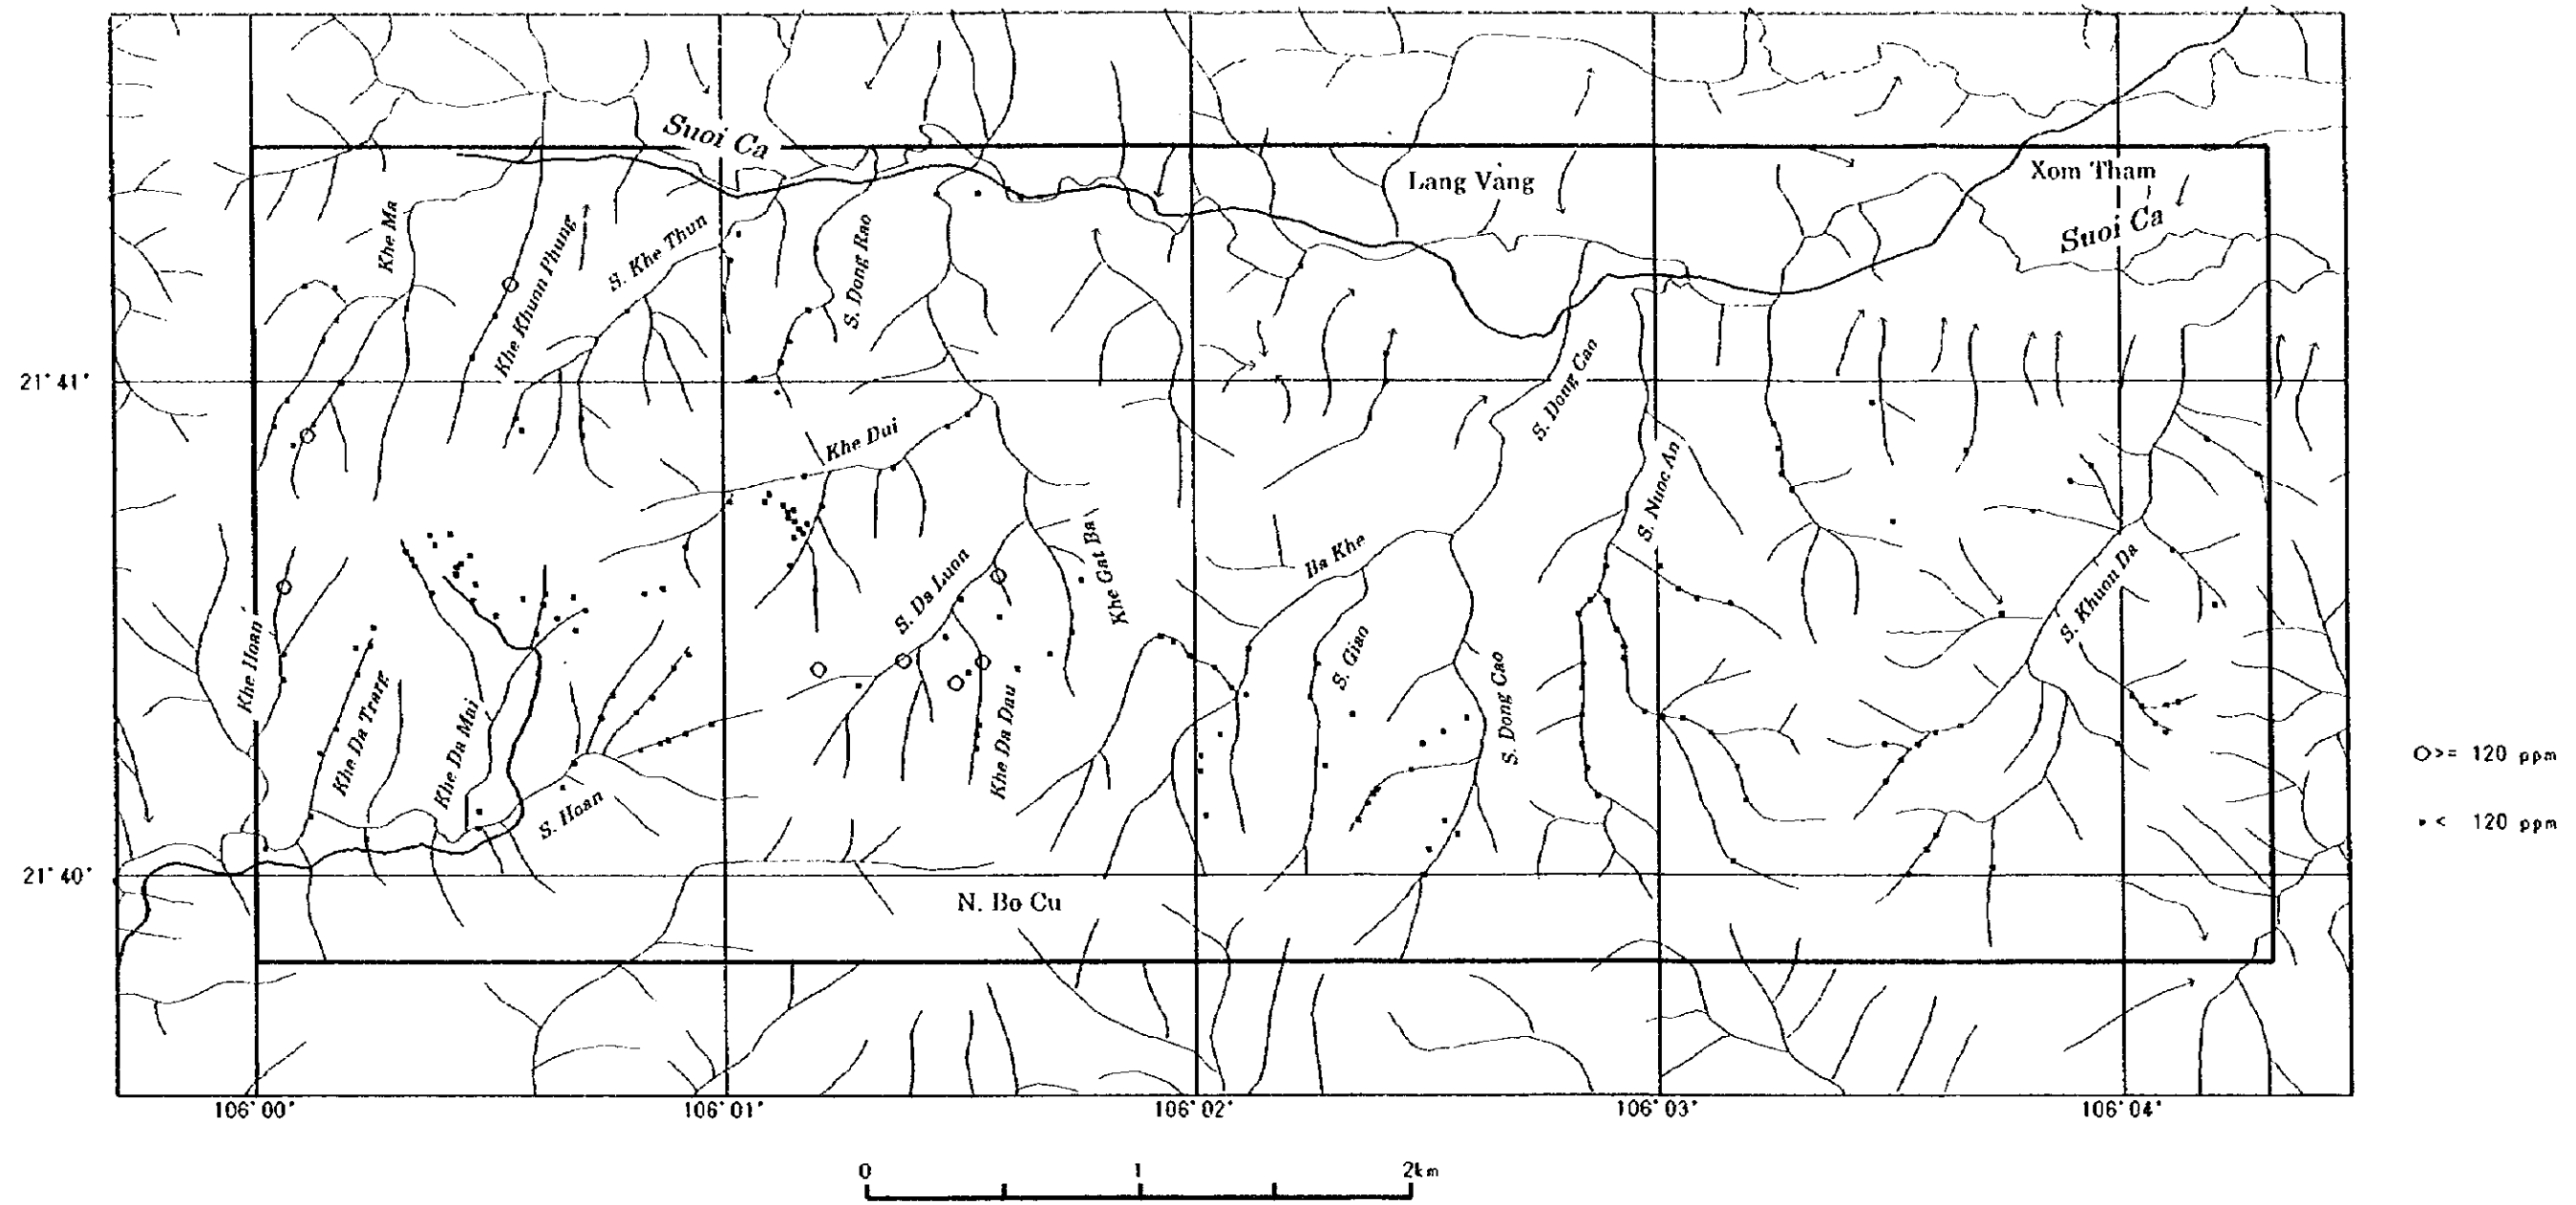 Suoi Ca
Lang Vang
Xom Tham
Suoi Ca
Khe Ma
Khe Khuon Phung
S. Khe Thun
S. Dong Rao
21°41'
S. Dong Cao
Khe Dui
S. Nuoc An
Khe Gat Ba
Ba Khe
S. Da Luon
S. Khuon Da
Khe Hoan
S. Giao
Khe Da Trang
Khe Da Mai
Khe Da Dau
S. Dong Cao
O>= 120 ppm
S. Hoan
▪< 120 ppm
21°40'
N. Bo Cu
106°00'
106°01'
106°02'
106°03'
106°04'
0 1 2km